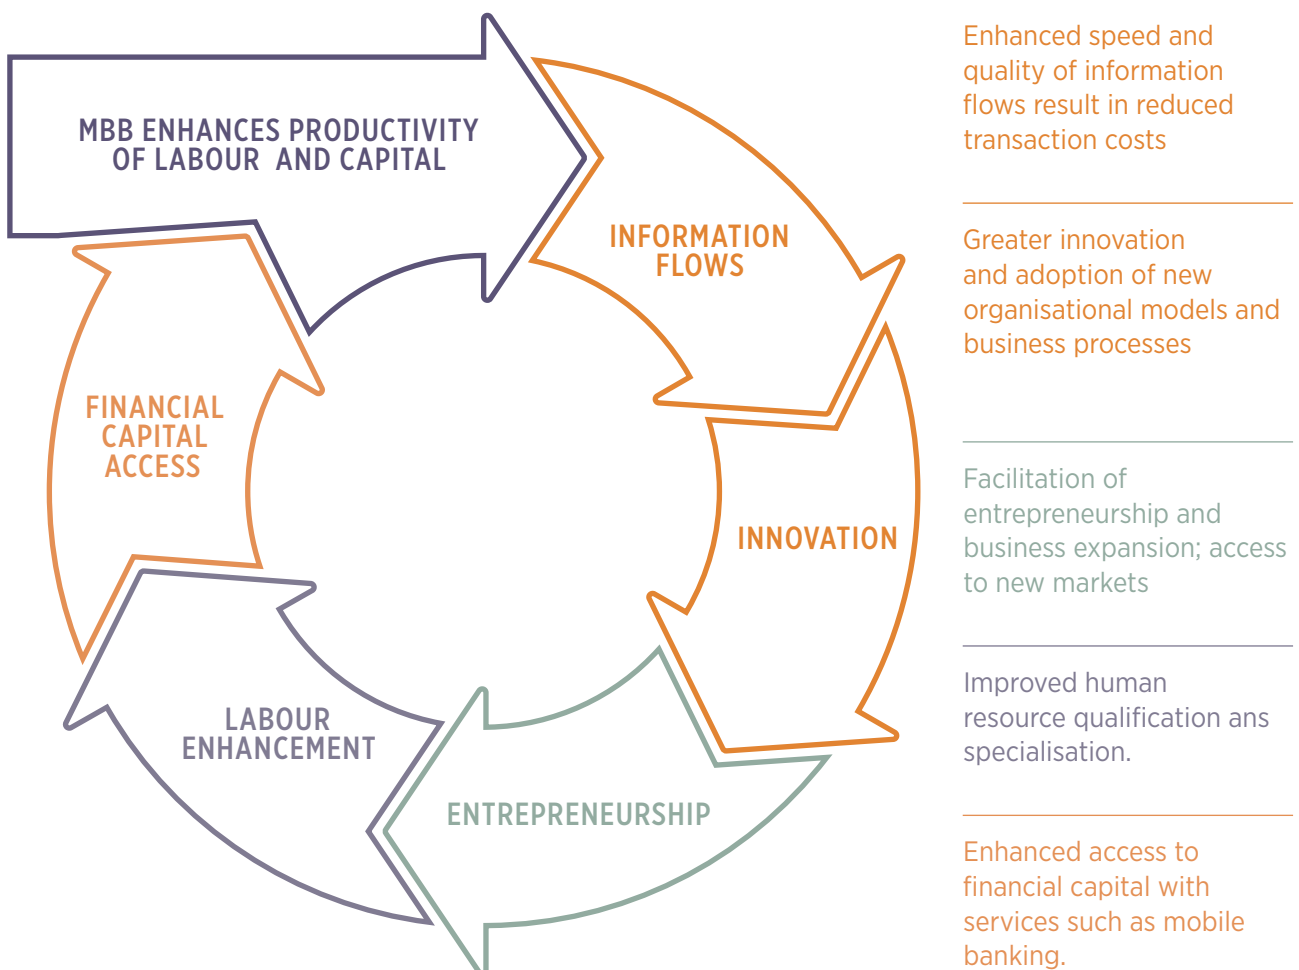 MBB ENHANCES PRODUCTIVITY
OF LABOUR AND CAPITAL
INFORMATION
FLOWS
INNOVATION
ENTREPRENEURSHIP
LABOUR
ENHANCEMENT
FINANCIAL
CAPITAL
ACCESS
Enhanced speed and
quality of information
flows result in reduced
transaction costs
Greater innovation
and adoption of new
organisational models and
business processes
Facilitation of
entrepreneurship and
business expansion; access
to new markets
Improved human
resource qualification ans
specialisation.
Enhanced access to
financial capital with
services such as mobile
banking.